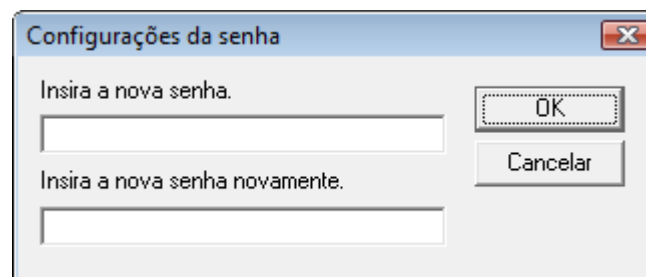 Configurações da senha
Insira a nova senha.
OK
Cancelar
Insira a nova senha novamente.